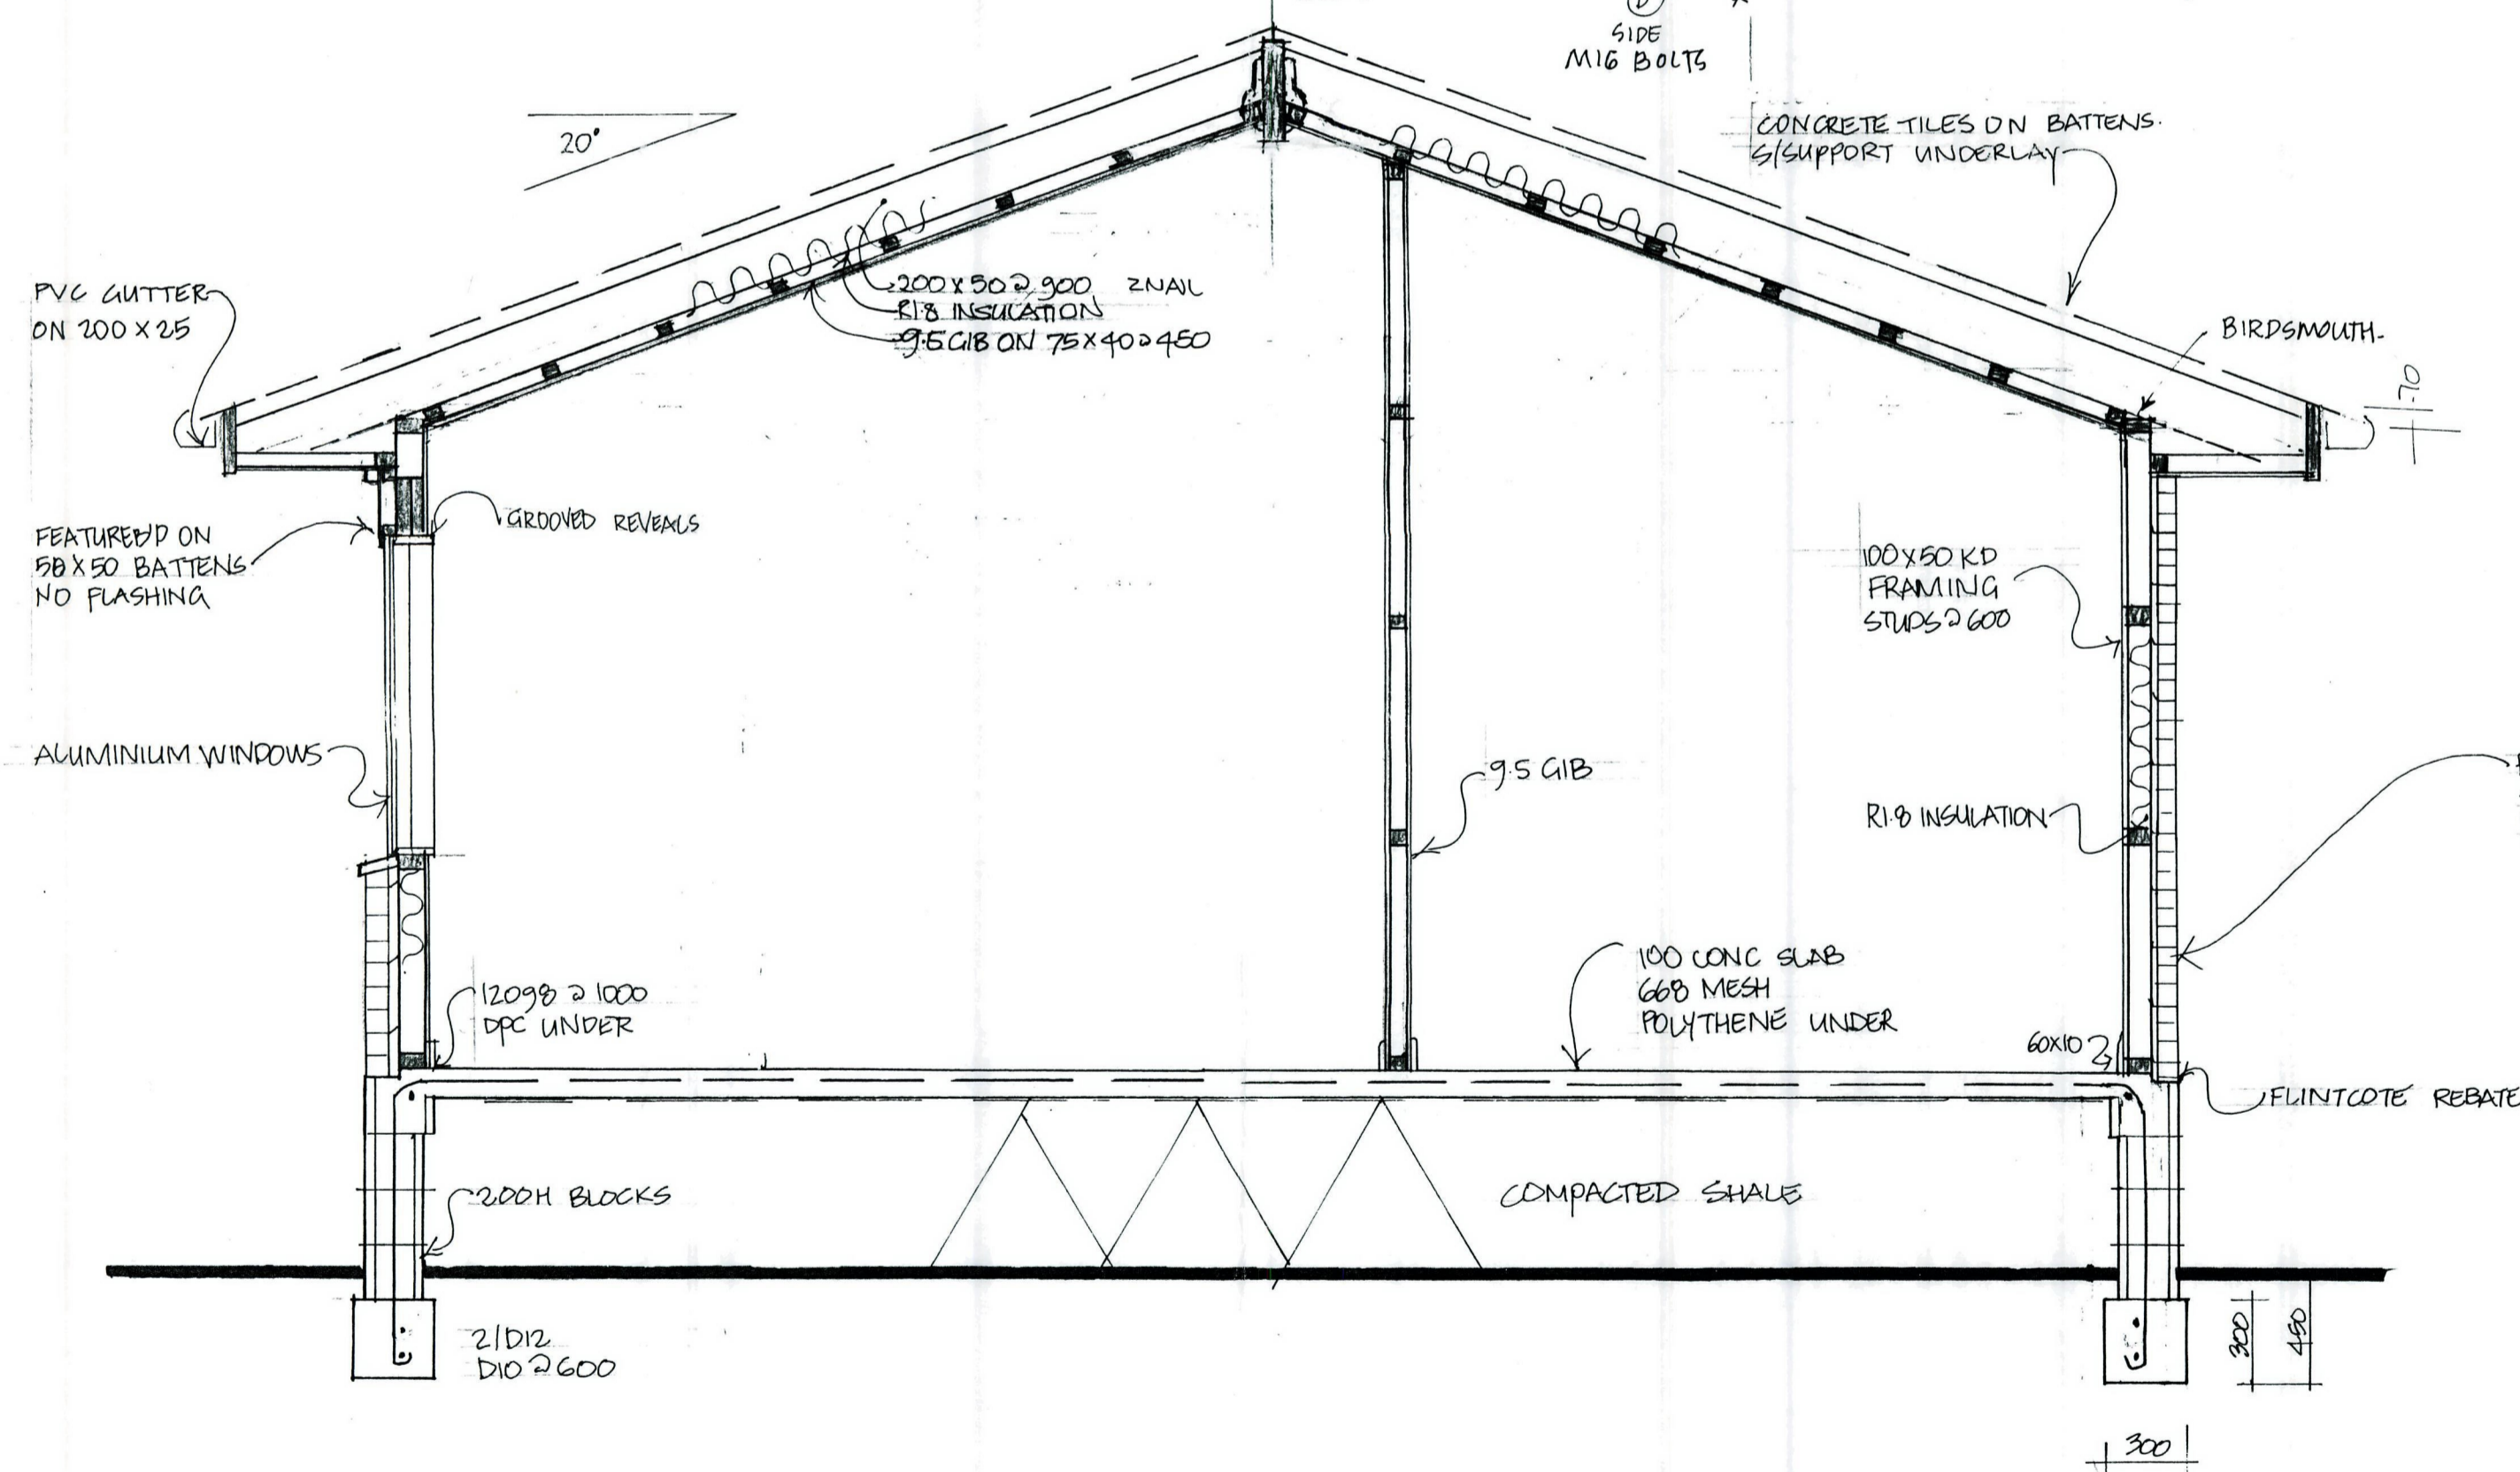 SIDE
M16 BOLTS
CONCRETE TILES ON BATTENS.
S/SUPPORT UNDERLAY
20°
PVC GUTTER
ON 200 X 25
200 X 50 @ 900 2NAIL
R1.8 INSULATION
9.5 GIB ON 75 X 40 @ 450
BIRDSMOUTH
70
GROOVED REVEALS
FEATURE B/D ON
50 X 50 BATTENS
NO FLASHING
100 X 50 KD
FRAMING
STUDS @ 600
ALUMINIUM WINDOWS
9.5 GIB
R1.8 INSULATION
12098 @ 1000
DPC UNDER
100 CONC SLAB
668 MESH
POLYTHENE UNDER
60X10
FLINTCOTE REBATE
200H BLOCKS
COMPACTED SHALE
2/D12
D10 @ 600
300
450
300